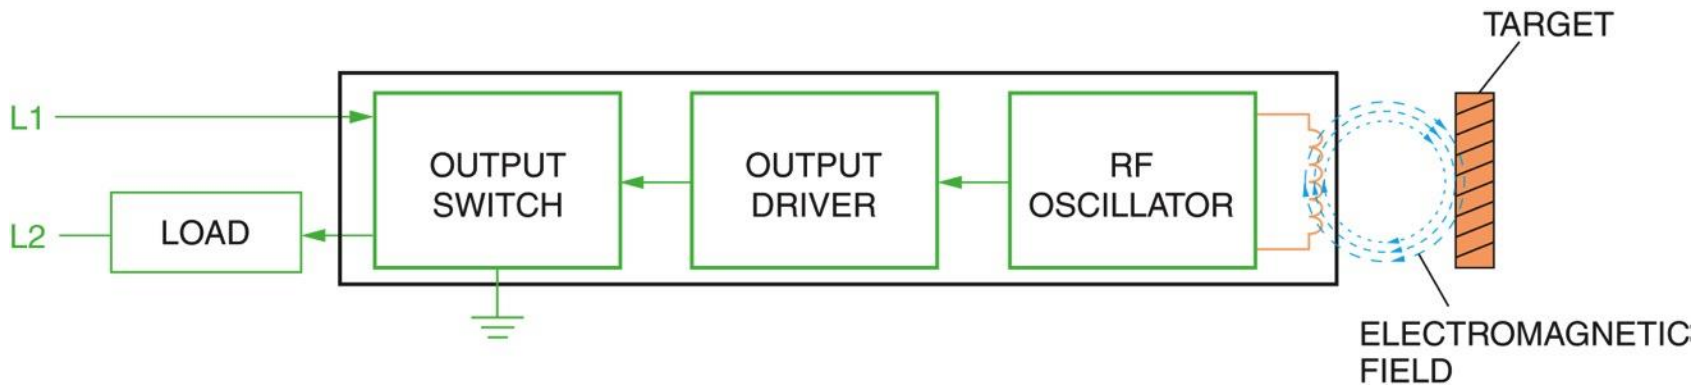 TARGET
L1
OUTPUT
SWITCH
OUTPUT
DRIVER
RF
OSCILLATOR
L2
LOAD
ELECTROMAGNETIC
FIELD